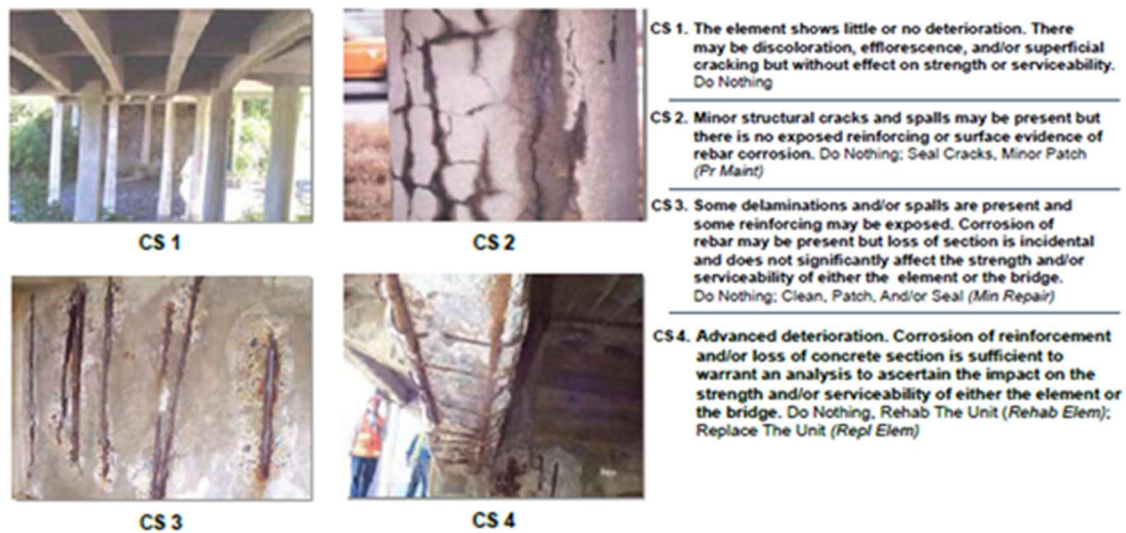 CS 1
CS 2
CS 3
CS 4
CS 1. The element shows little or no deterioration. There
may be discoloration, efflorescence, and/or superficial
cracking but without effect on strength or serviceability.
Do Nothing
CS 2. Minor structural cracks and spalls may be present but
there is no exposed reinforcing or surface evidence of
rebar corrosion. Do Nothing; Seal Cracks, Minor Patch
(Pr Maint)
CS 3. Some delaminations and/or spalls are present and
some reinforcing may be exposed. Corrosion of
rebar may be present but loss of section is incidental
and does not significantly affect the strength and/or
serviceability of either the element or the bridge.
Do Nothing; Clean, Patch, And/or Seal (Min Repair)
CS 4. Advanced deterioration. Corrosion of reinforcement
and/or loss of concrete section is sufficient to
warrant an analysis to ascertain the impact on the
strength and/or serviceability of either the element or
the bridge. Do Nothing, Rehab The Unit (Rehab Elem);
Replace The Unit (Repl Elem)